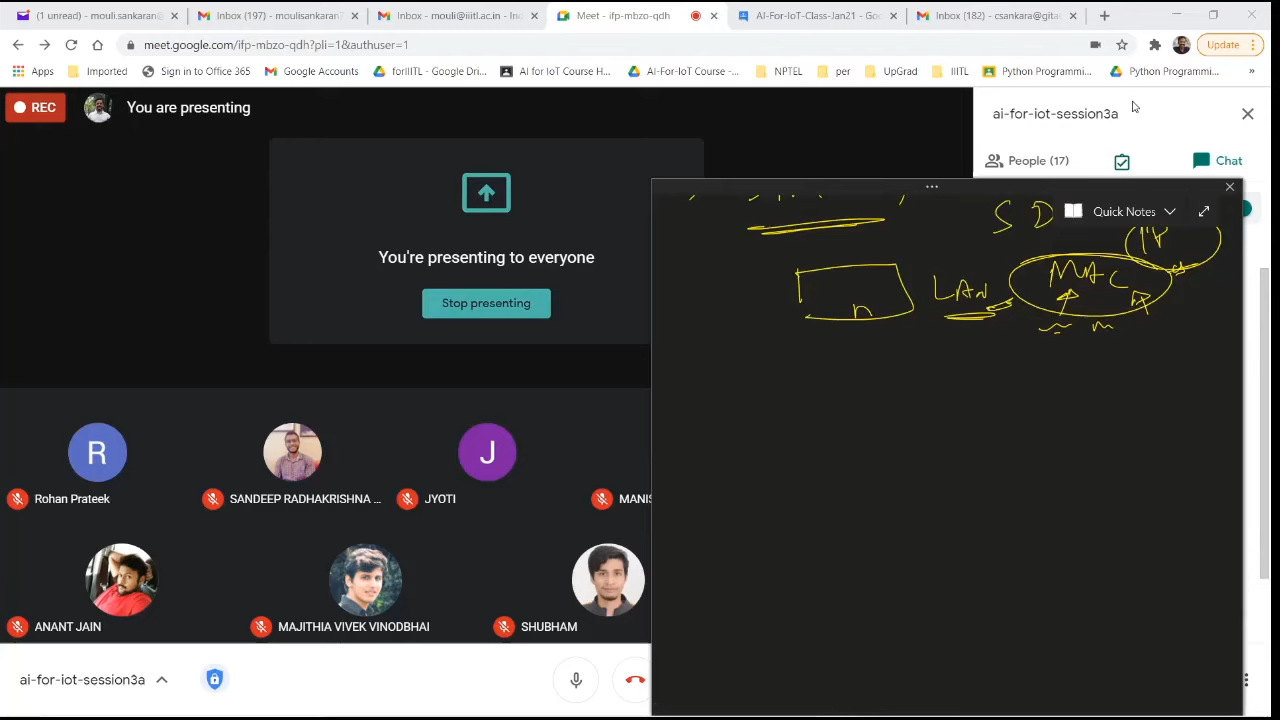 (1 unread) - mouli.sankaran@
Inbox (197) - moulisankaran7
Inbox - mouli@iiitl.ac.in - Ind
Meet - ifp-mbzo-qdh
AI-For-IoT-Class-Jan21 - Goo
Inbox (182) - csankara@gita
meet.google.com/ifp-mbzo-qdh?pli=1&authuser=1
Update
Apps
Imported
Sign in to Office 365
Google Accounts
forIIITL - Google Dri...
AI for IoT Course H...
AI-For-IoT Course -...
NPTEL
per
UpGrad
IIITL
Python Programmi...
Python Programmi...
»
REC
You are presenting
ai-for-iot-session3a
People (17)
Chat
Quick Notes
S D
IP
MAC
LAN
n
You're presenting to everyone
Stop presenting
R
J
Rohan Prateek
SANDEEP RADHAKRISHNA ...
JYOTI
MANIS
ANANT JAIN
MAJITHIA VIVEK VINODBHAI
SHUBHAM
ai-for-iot-session3a